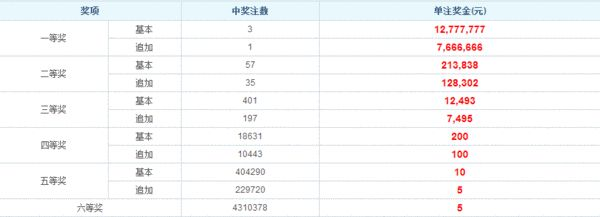 奖项 中奖注数 单注奖金(元)
一等奖 基本 3 12,777,777
追加 1 7,666,666
二等奖 基本 57 213,838
追加 35 128,302
三等奖 基本 401 12,493
追加 197 7,495
四等奖 基本 18631 200
追加 10443 100
五等奖 基本 404290 10
追加 229720 5
六等奖 4310378 5